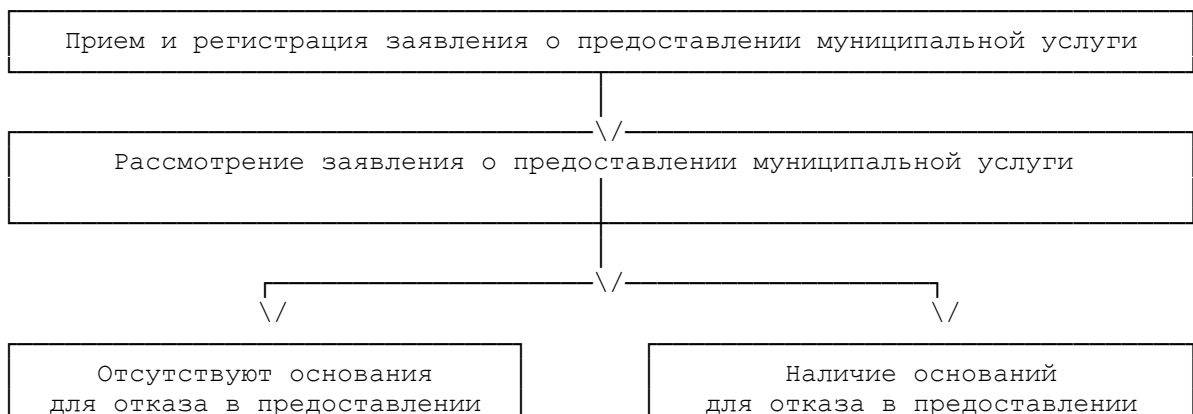 Прием и регистрация заявления о предоставлении муниципальной услуги
Рассмотрение заявления о предоставлении муниципальной услуги
Отсутствуют основания
для отказа в предоставлении
Наличие оснований
для отказа в предоставлении